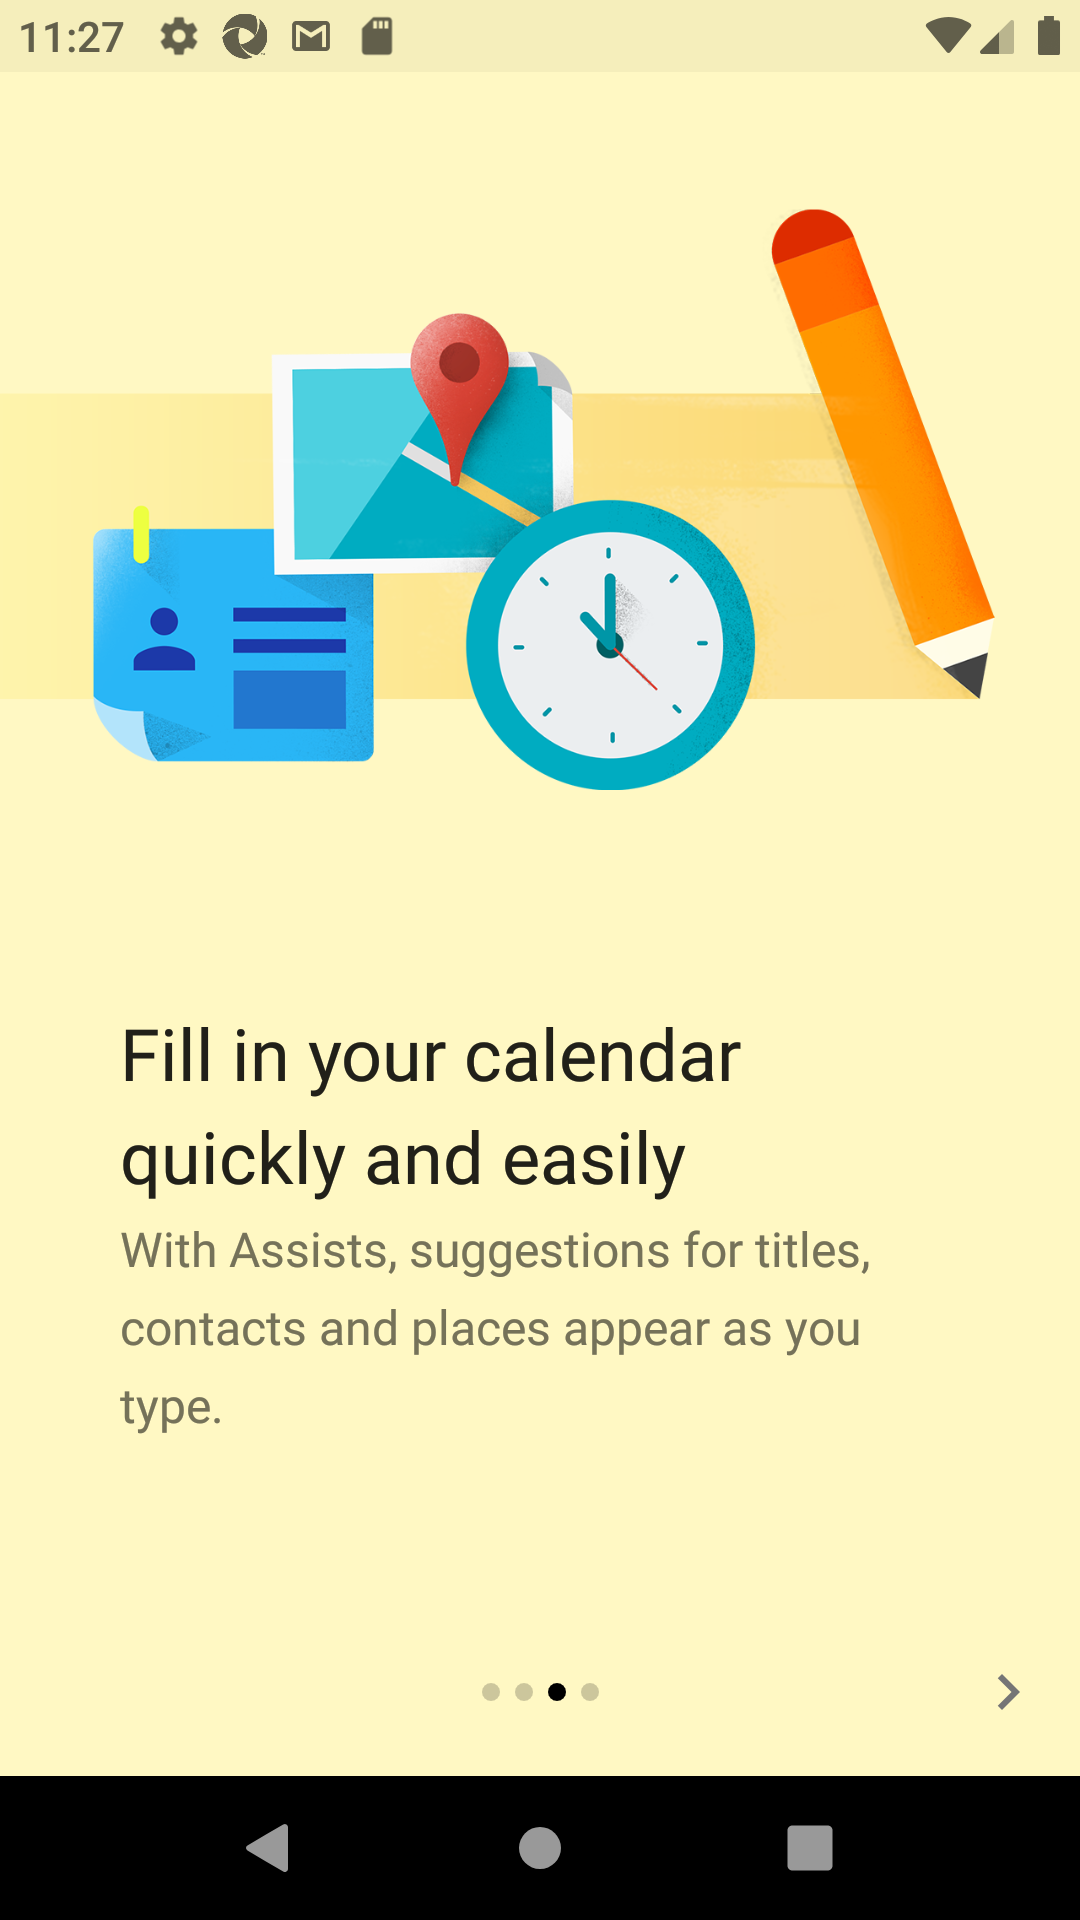 11:27
Fill in your calendar
quickly and easily
With Assists, suggestions for titles,
contacts and places appear as you
type.